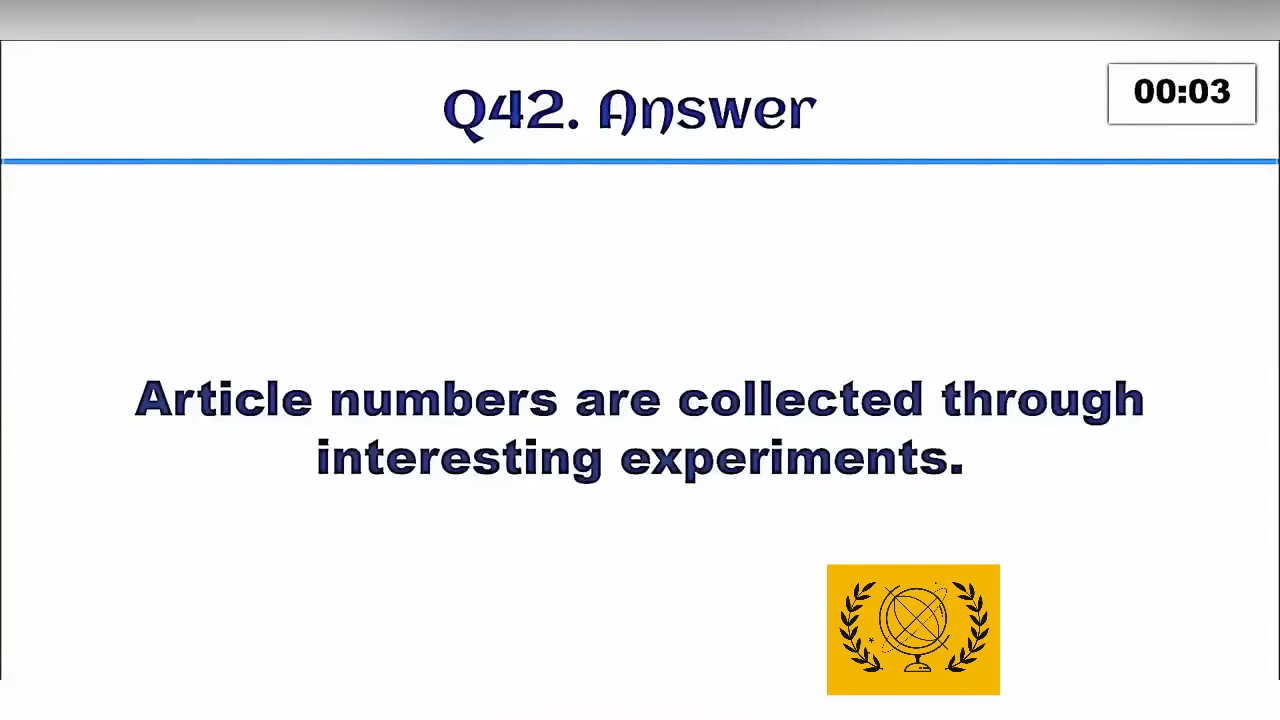 Q42. Answer
00:03
Article numbers are collected through
interesting experiments.